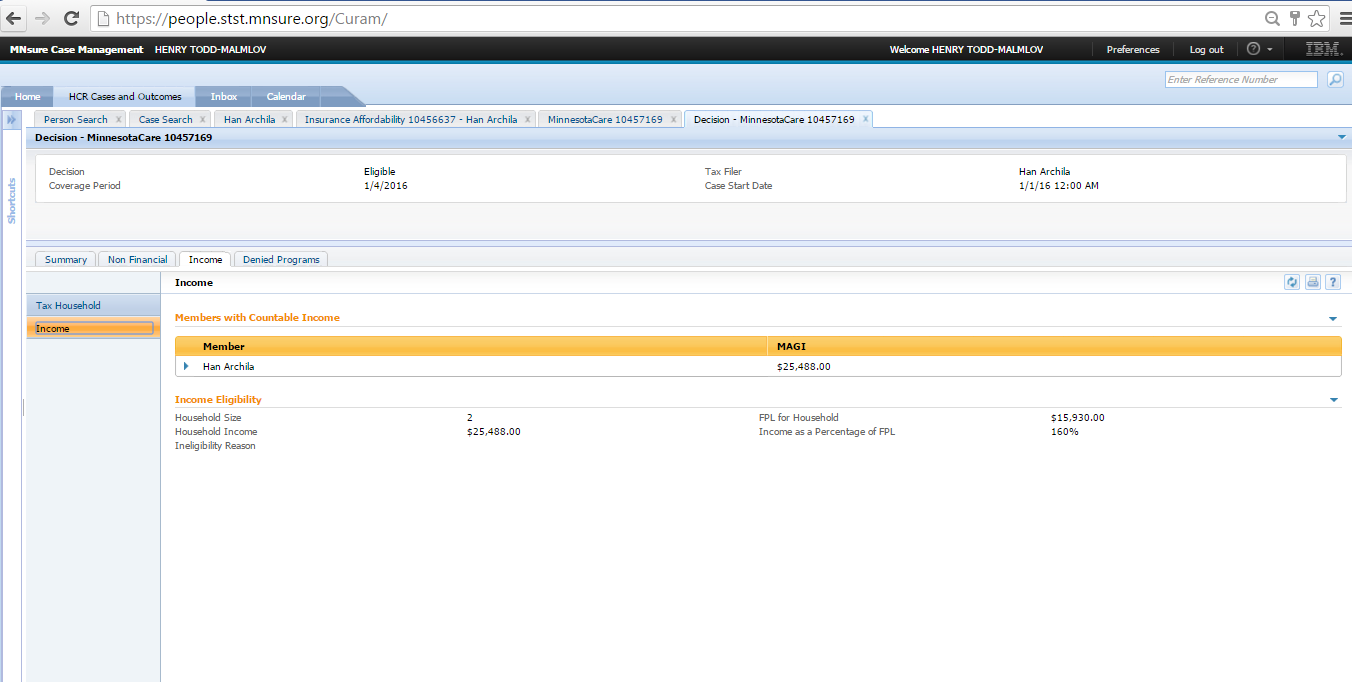 https://people.stst.mnsure.org/Curam/
MNsure Case Management HENRY TODD-MALMLOV Welcome HENRY TODD-MALMLOV Preferences Log out ? IBM.
Enter Reference Number
Home HCR Cases and Outcomes Inbox Calendar
Person Search x Case Search x Han Archila x Insurance Affordability 10456637 - Han Archila x MinnesotaCare 10457169 x Decision - MinnesotaCare 10457169 x
Decision - MinnesotaCare 10457169
Shortcuts
Decision Eligible Tax Filer Han Archila
Coverage Period 1/4/2016 Case Start Date 1/1/16 12:00 AM
Summary Non Financial Income Denied Programs
Income ?
Tax Household
Income
Members with Countable Income
Member MAGI
Han Archila $25,488.00
Income Eligibility
Household Size 2 FPL for Household $15,930.00
Household Income $25,488.00 Income as a Percentage of FPL 160%
Ineligibility Reason